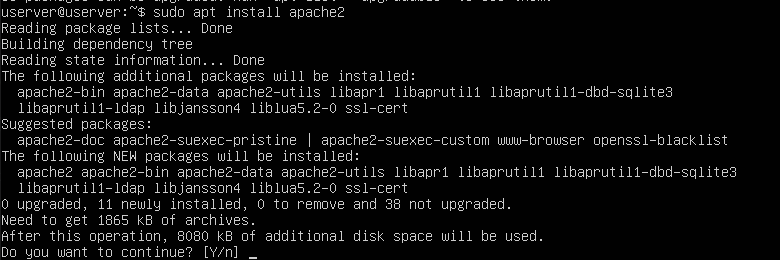 userver@userver:~$ sudo apt install apache2
Reading package lists... Done
Building dependency tree
Reading state information... Done
The following additional packages will be installed:
  apache2-bin apache2-data apache2-utils libapr1 libaprutil1 libaprutil1-dbd-sqlite3
  libaprutil1-ldap libjansson4 liblua5.2-0 ssl-cert
Suggested packages:
  apache2-doc apache2-suexec-pristine | apache2-suexec-custom www-browser openssl-blacklist
The following NEW packages will be installed:
  apache2 apache2-bin apache2-data apache2-utils libapr1 libaprutil1 libaprutil1-dbd-sqlite3
  libaprutil1-ldap libjansson4 liblua5.2-0 ssl-cert
0 upgraded, 11 newly installed, 0 to remove and 38 not upgraded.
Need to get 1865 kB of archives.
After this operation, 8080 kB of additional disk space will be used.
Do you want to continue? [Y/n] _